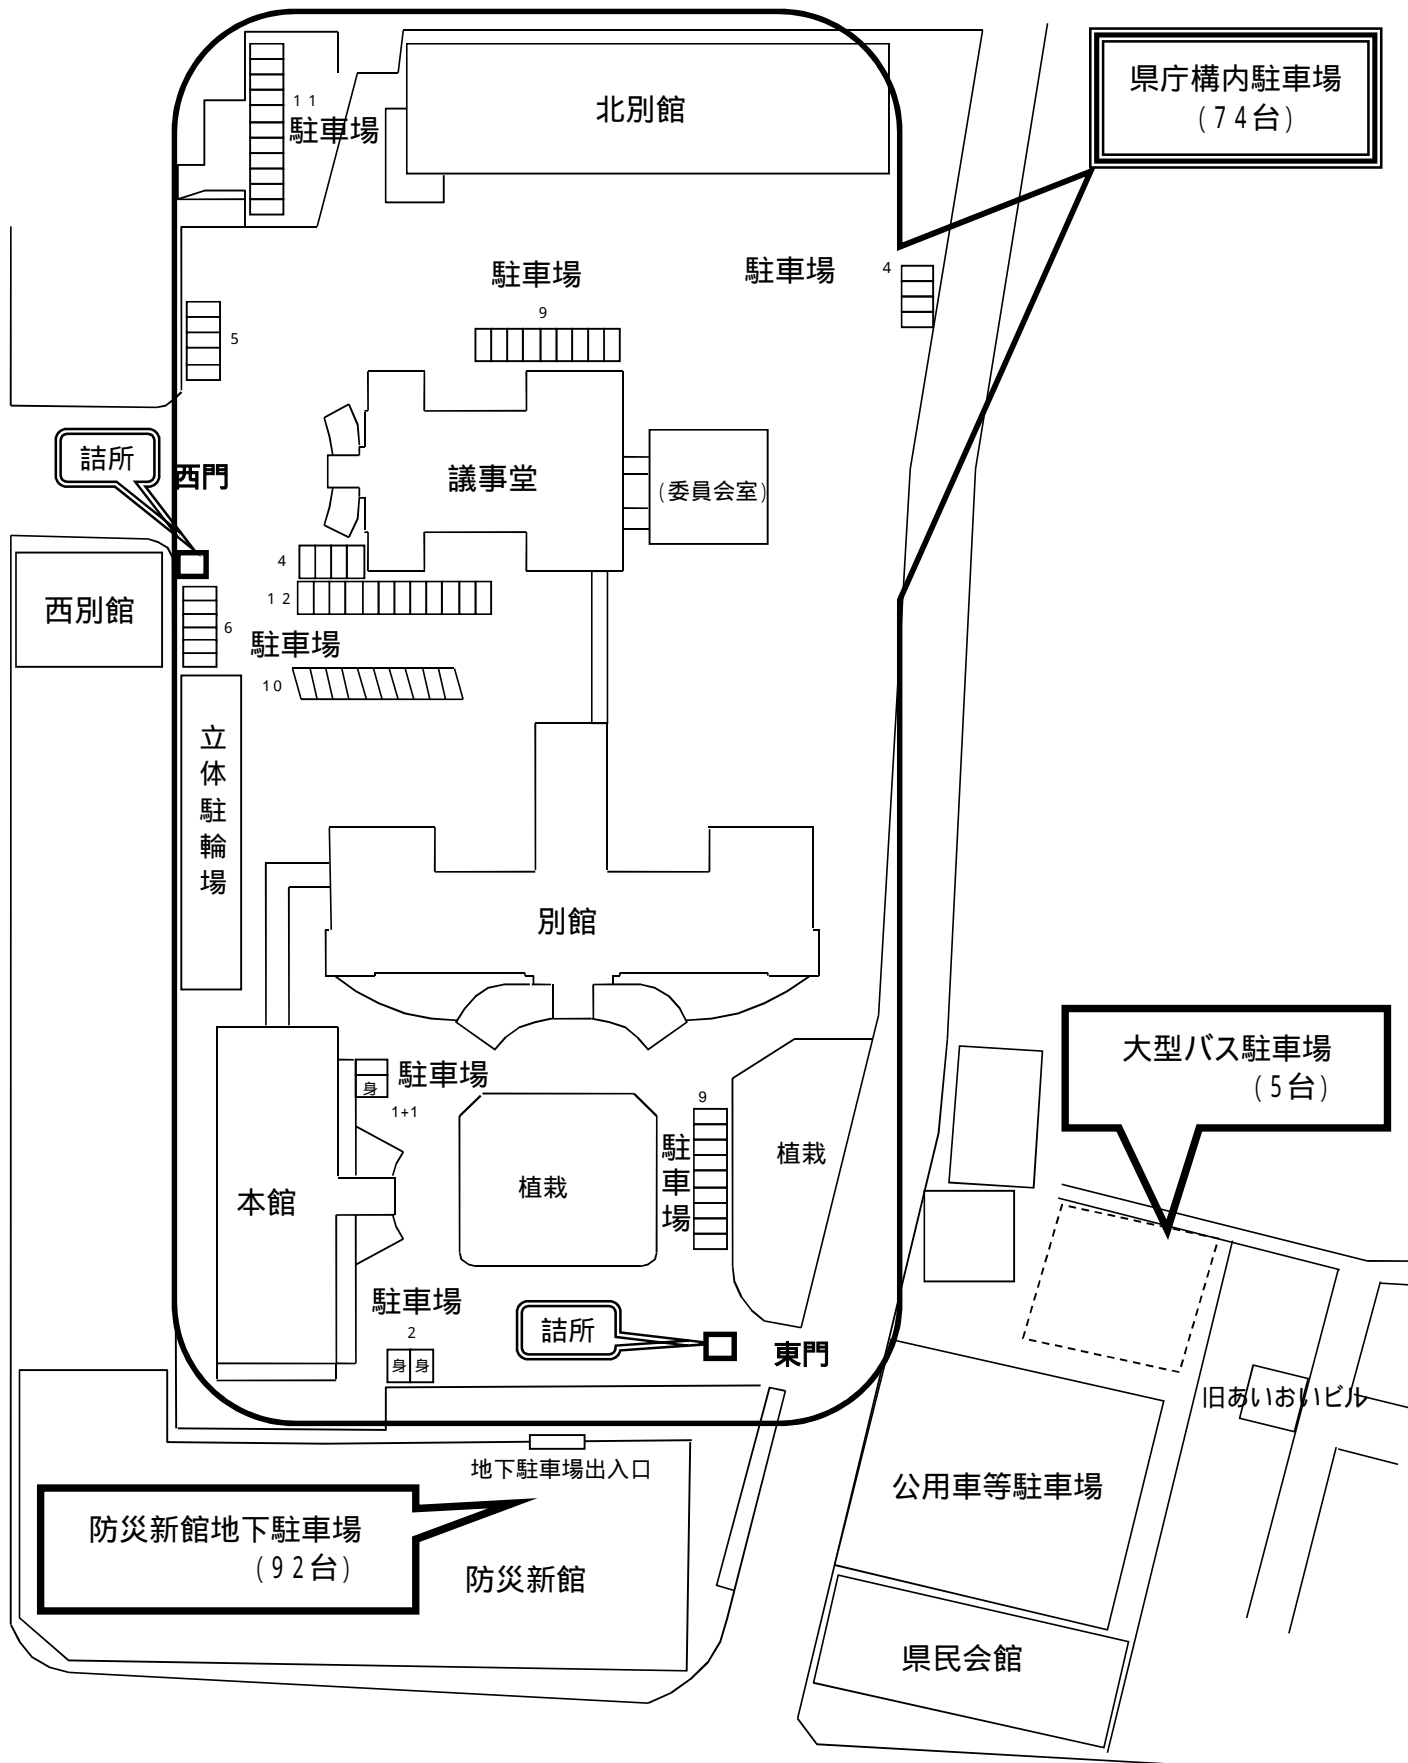 県庁構内駐車場
(74台)
11
駐車場
北別館
駐車場
駐車場
4
9
5
詰所
西門
議事堂
(委員会室)
4
12
西別館
6
駐車場
10
立体駐輪場
別館
大型バス駐車場
(5台)
駐車場
身
1+1
9
駐車場
植栽
植栽
本館
駐車場
2
身身
詰所
東門
旧あいおいビル
地下駐車場出入口
公用車等駐車場
防災新館地下駐車場
(92台)
防災新館
県民会館